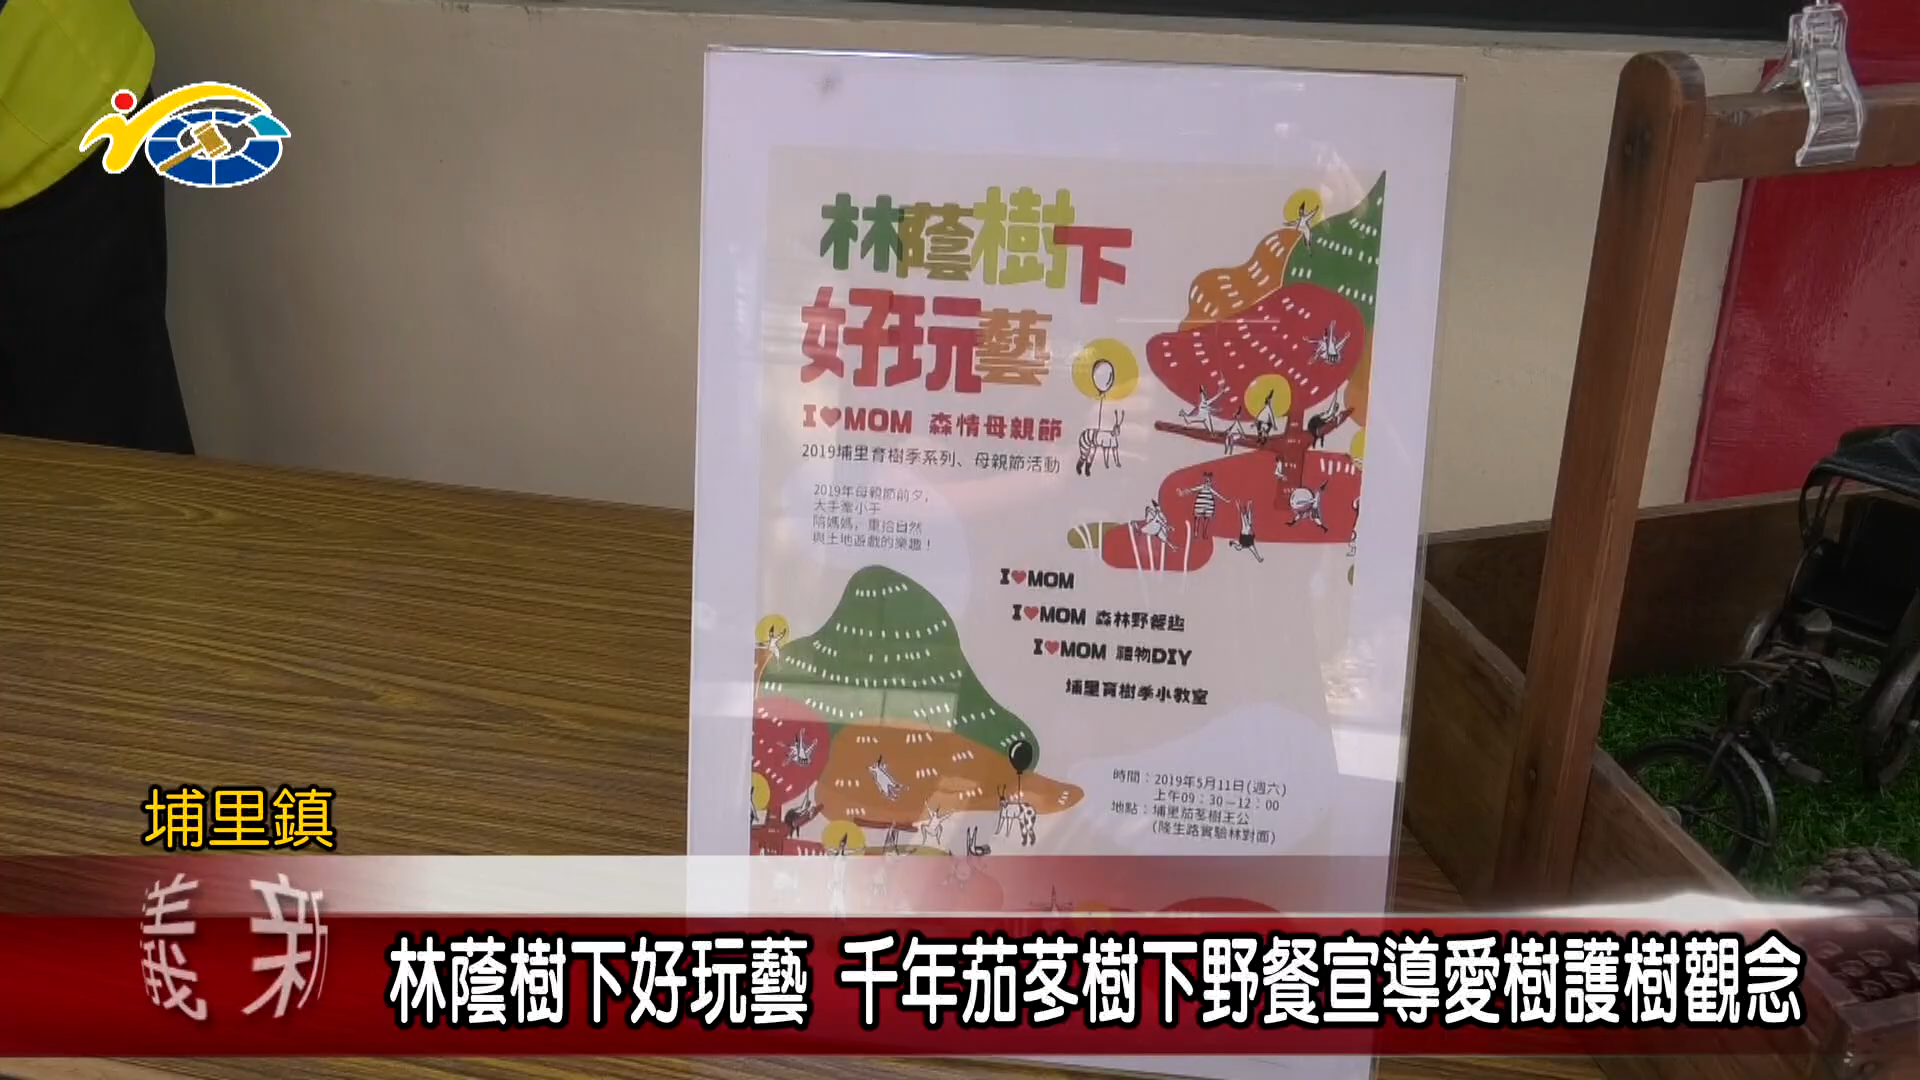 林蔭樹下
好玩藝
I♥MOM 森情母親節
2019埔里育樹季系列、母親節活動
2019年母親節前夕,
大手牽小手
陪媽媽，重拾自然
與土地遊戲的樂趣！
I♥MOM
I♥MOM 森林野餐趣
I♥MOM 禮物DIY
埔里育樹季小教室
時間：2019年5月11日(週六)
上午09：30－12：00
地點：埔里茄苳樹王公
(隆生路實驗林對面)
埔里鎮
義 新
林蔭樹下好玩藝 千年茄苳樹下野餐宣導愛樹護樹觀念